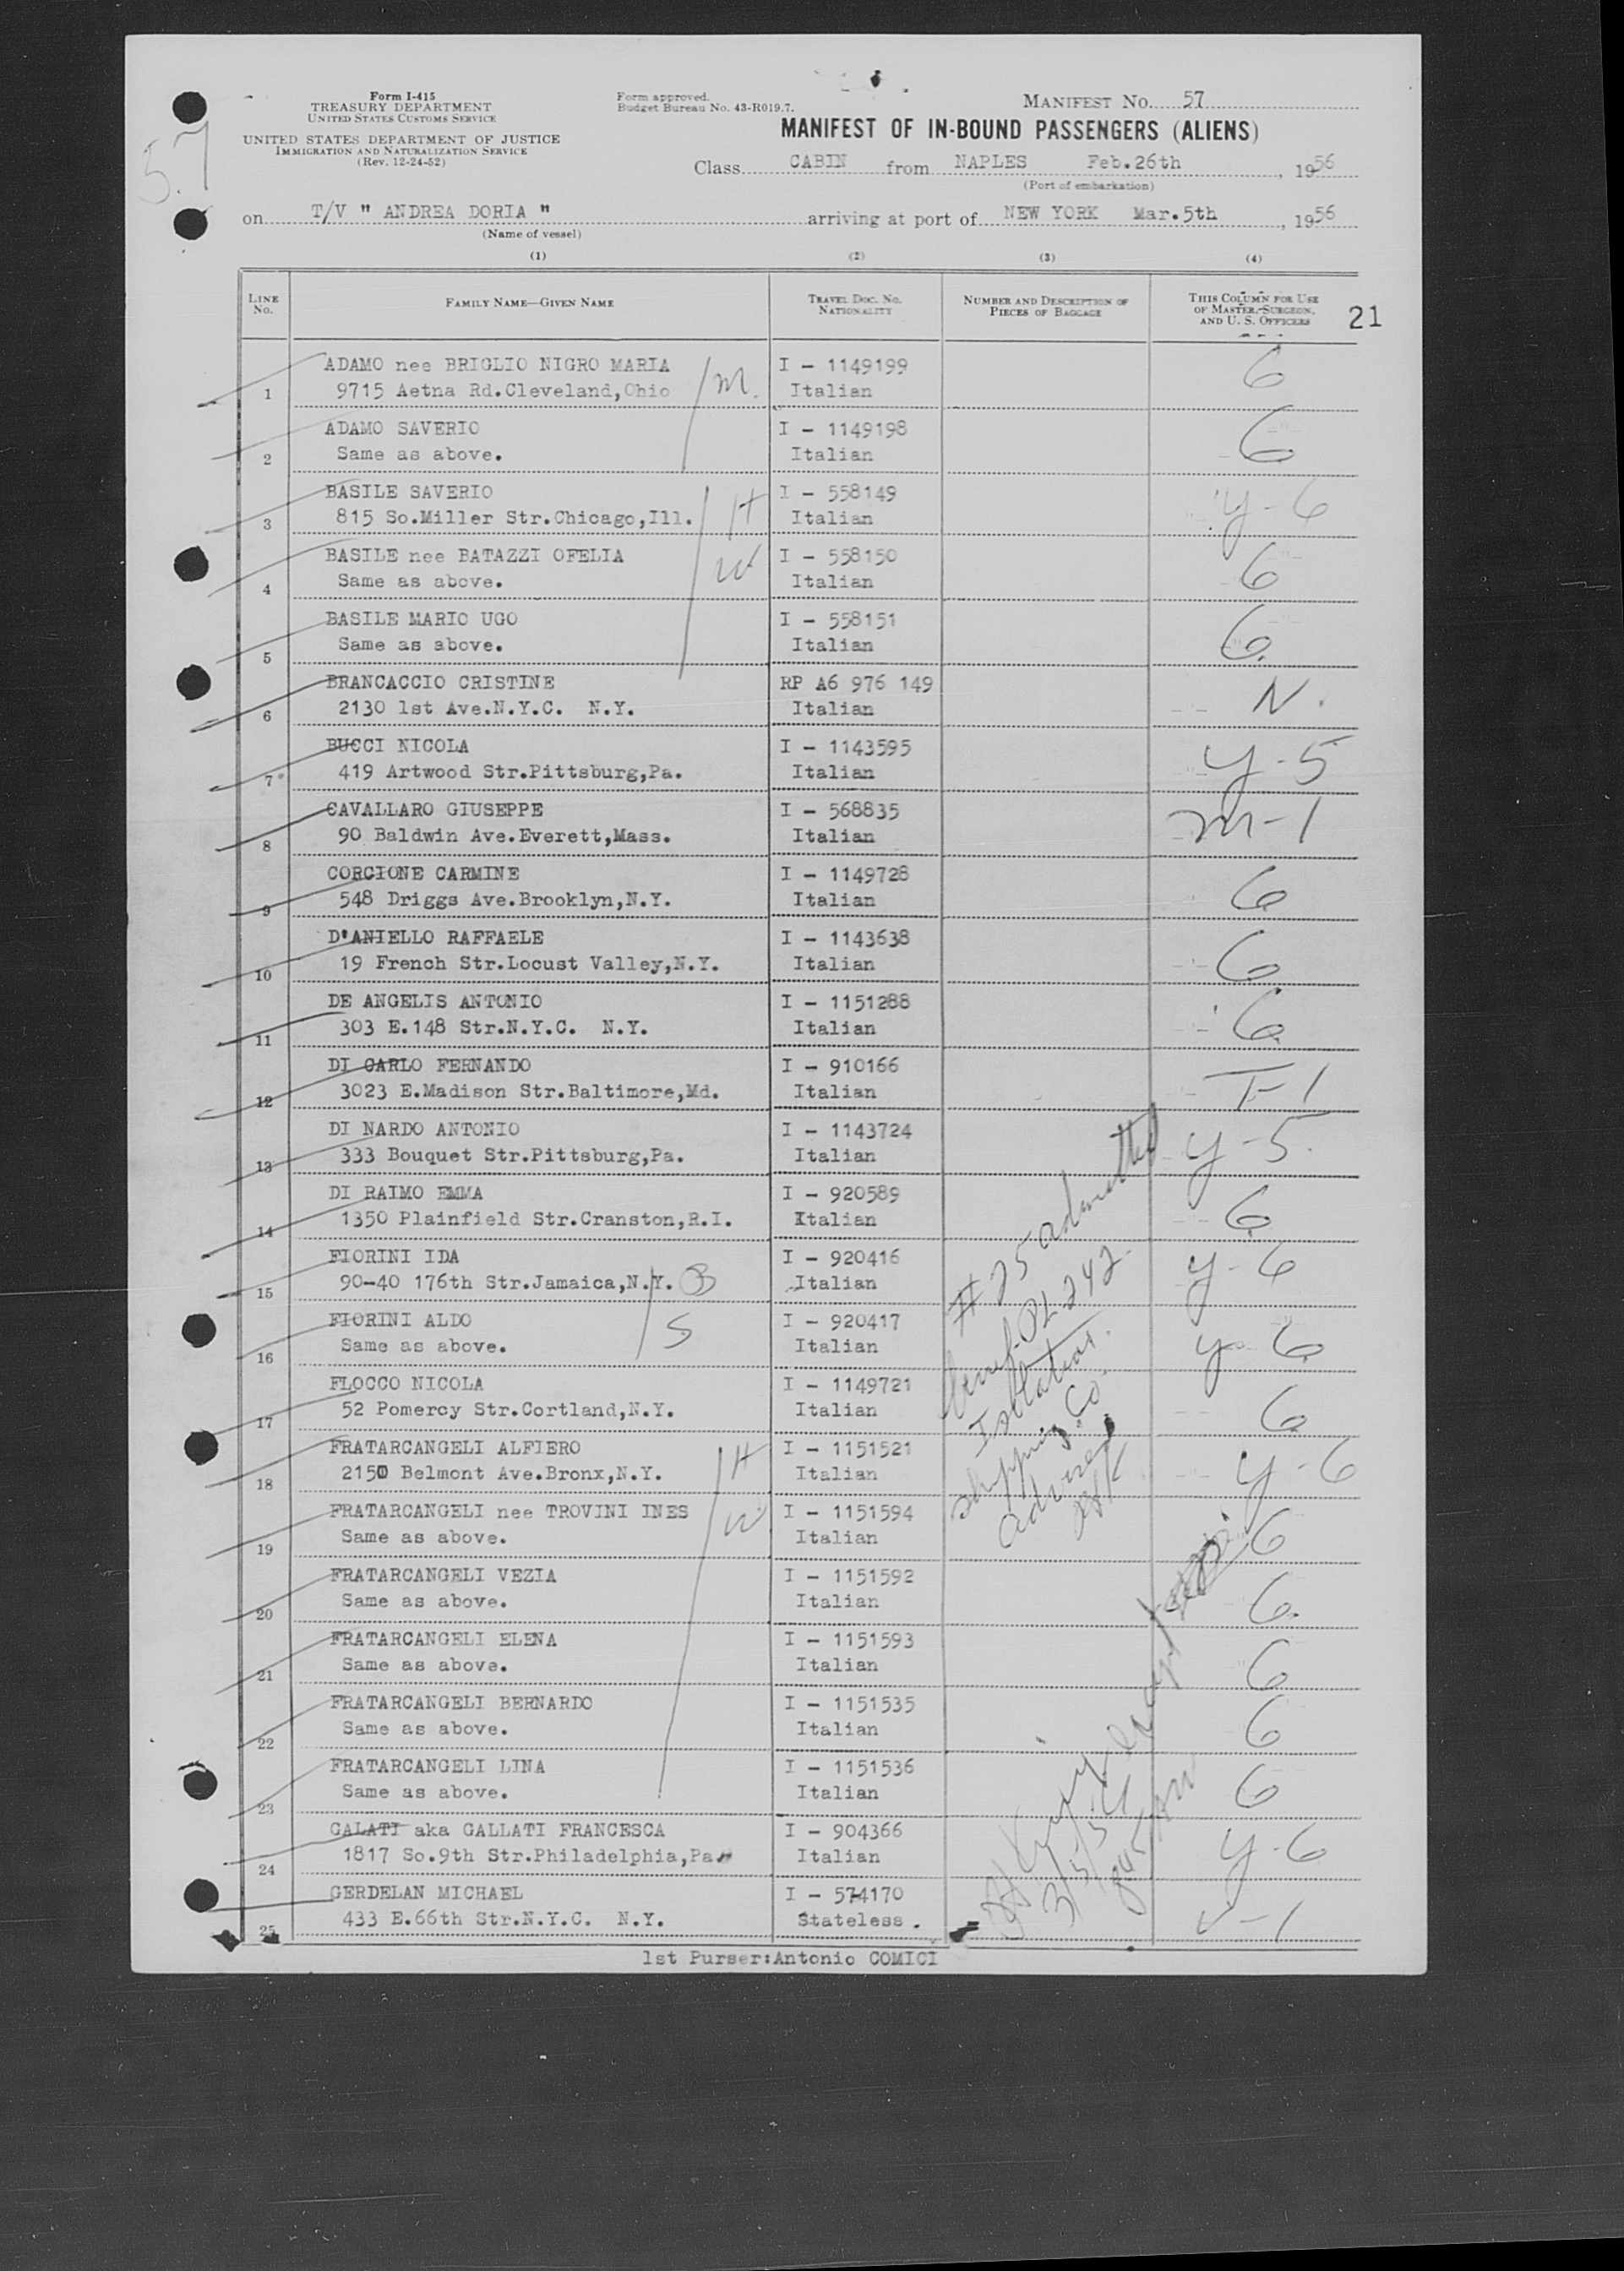 57
Form I-415
TREASURY DEPARTMENT
UNITED STATES CUSTOMS SERVICE
UNITED STATES DEPARTMENT OF JUSTICE
IMMIGRATION AND NATURALIZATION SERVICE
(Rev. 12-24-52)
Form approved.
Budget Bureau No. 43-R019.7.
MANIFEST NO. 57
MANIFEST OF IN-BOUND PASSENGERS (ALIENS)
Class CABIN from NAPLES Feb.26th, 1956
(Port of embarkation)
on T/V " ANDREA DORIA " arriving at port of NEW YORK Mar.5th, 1956
(Name of vessel)
(1) (2) (3) (4)
LINE NO. FAMILY NAME—GIVEN NAME TRAVEL DOC. NO. NATIONALITY NUMBER AND DESCRIPTION OF PIECES OF BAGGAGE THIS COLUMN FOR USE OF MASTER, SURGEON, AND U. S. OFFICERS 21
ADAMO nee BRIGLIO NIGRO MARIA I - 1149199 6
1 9715 Aetna Rd.Cleveland,Ohio M. Italian
ADAMO SAVERIO I - 1149198 6
2 Same as above. Italian
BASILE SAVERIO H I - 558149 y-6
3 815 So.Miller Str.Chicago,Ill. Italian
BASILE nee BATAZZI OFELIA W I - 558150 6
4 Same as above. Italian
BASILE MARIO UGO I - 558151 6
5 Same as above. Italian
BRANCACCIO CRISTINE RP A6 976 149 N.
6 2130 1st Ave.N.Y.C. N.Y. Italian
BUCCI NICOLA I - 1143595 y-5
7 419 Artwood Str.Pittsburg,Pa. Italian
CAVALLARO GIUSEPPE I - 568835 m-1
8 90 Baldwin Ave.Everett,Mass. Italian
CORCIONE CARMINE I - 1149728 6
9 548 Driggs Ave.Brooklyn,N.Y. Italian
D'ANIELLO RAFFAELE I - 1143638 6
10 19 French Str.Locust Valley,N.Y. Italian
DE ANGELIS ANTONIO I - 1151288 6
11 303 E.148 Str.N.Y.C. N.Y. Italian
DI CARLO FERNANDO I - 910166 T-1
12 3023 E.Madison Str.Baltimore,Md. Italian
DI NARDO ANTONIO I - 1143724 y-5
13 333 Bouquet Str.Pittsburg,Pa. Italian
DI RAIMO EMMA I - 920589 6
14 1350 Plainfield Str.Cranston,R.I. Italian
FIORINI IDA I - 920416 y-6
15 90-40 176th Str.Jamaica,N.Y. B Italian
FIORINI ALDO S I - 920417 y-6
16 Same as above. Italian
FLOCCO NICOLA I - 1149721 6
17 52 Pomercy Str.Cortland,N.Y. Italian
FRATARCANGELI ALFIERO H I - 1151521 y-6
18 2150 Belmont Ave.Bronx,N.Y. Italian
FRATARCANGELI nee TROVINI INES W I - 1151594 6
19 Same as above. Italian
FRATARCANGELI VEZIA I - 1151592 6
20 Same as above. Italian
FRATARCANGELI ELENA I - 1151593 6
21 Same as above. Italian
FRATARCANGELI BERNARDO I - 1151535 6
22 Same as above. Italian
FRATARCANGELI LINA I - 1151536 6
23 Same as above. Italian
GALATI aka GALLATI FRANCESCA I - 904366 y-6
24 1817 So.9th Str.Philadelphia,Pa. Italian
GERDELAN MICHAEL I - 574170 V-1
25 433 E.66th Str.N.Y.C. N.Y. Stateless.
#25 admitted
242
shipping Co.
advised
1st Purser:Antonio COMICI